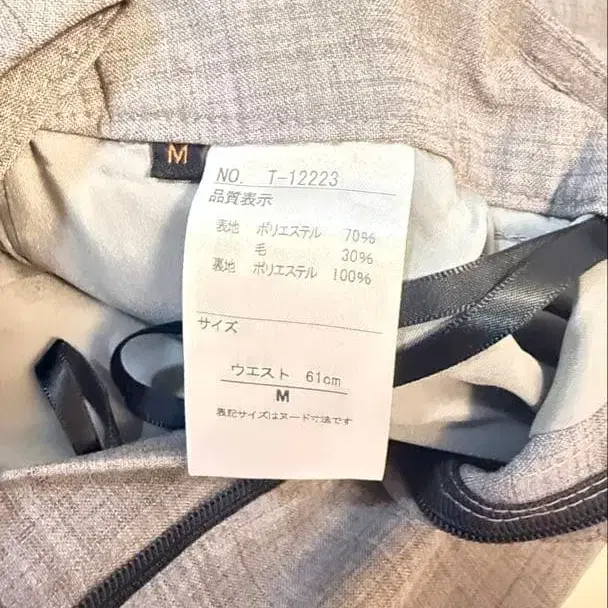 M
NO. T-12223
品質表示
表地 ポリエステル 70%
毛 30%
裏地 ポリエステル 100%
サイズ
ウエスト 61cm
M
表記サイズはヌード寸法です